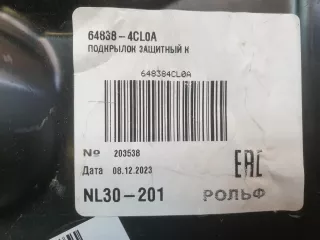 64838-4CL0A
ПОДКРЫЛОК ЗАЩИТНЫЙ К
648384CL0A
No 203538
Дата 08.12.2023
EAC
NL30-201 РОЛЬФ